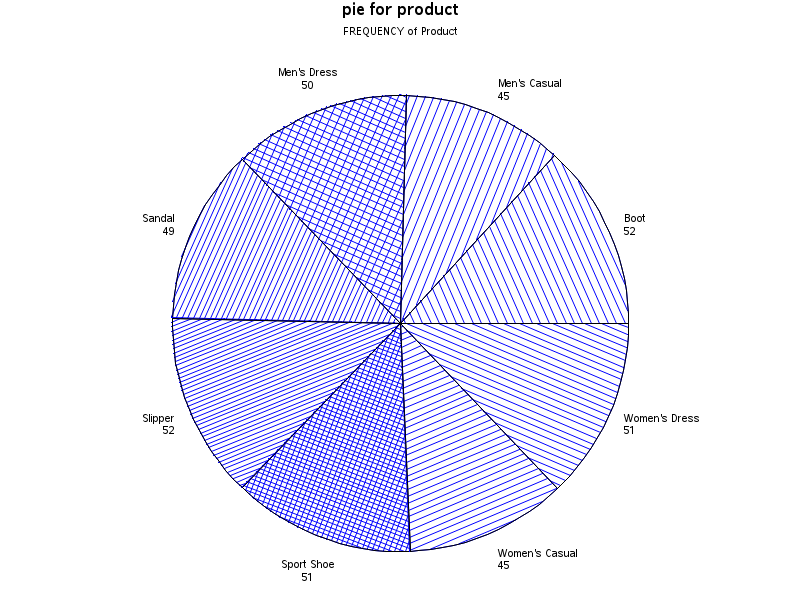 pie for product
FREQUENCY of Product
Men's Dress
50
Men's Casual
45
Sandal
49
Boot
52
Slipper
52
Women's Dress
51
Sport Shoe
51
Women's Casual
45